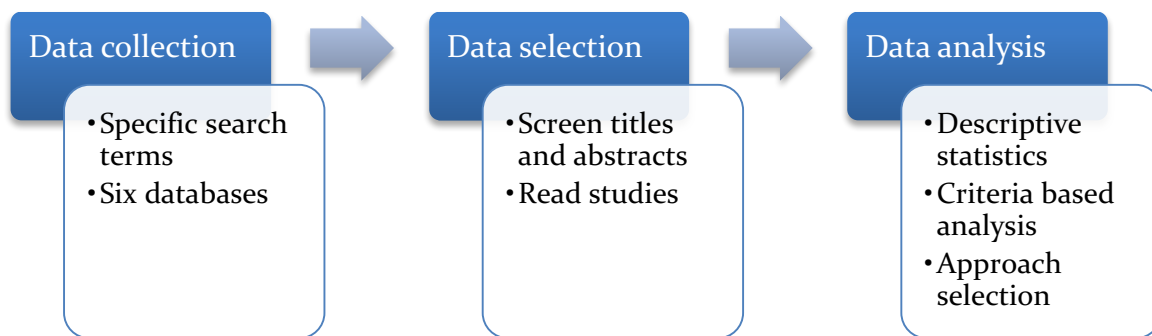 Data collection
• Specific search
terms
• Six databases
Data selection
• Screen titles
and abstracts
• Read studies
Data analysis
• Descriptive
statistics
• Criteria based
analysis
• Approach
selection